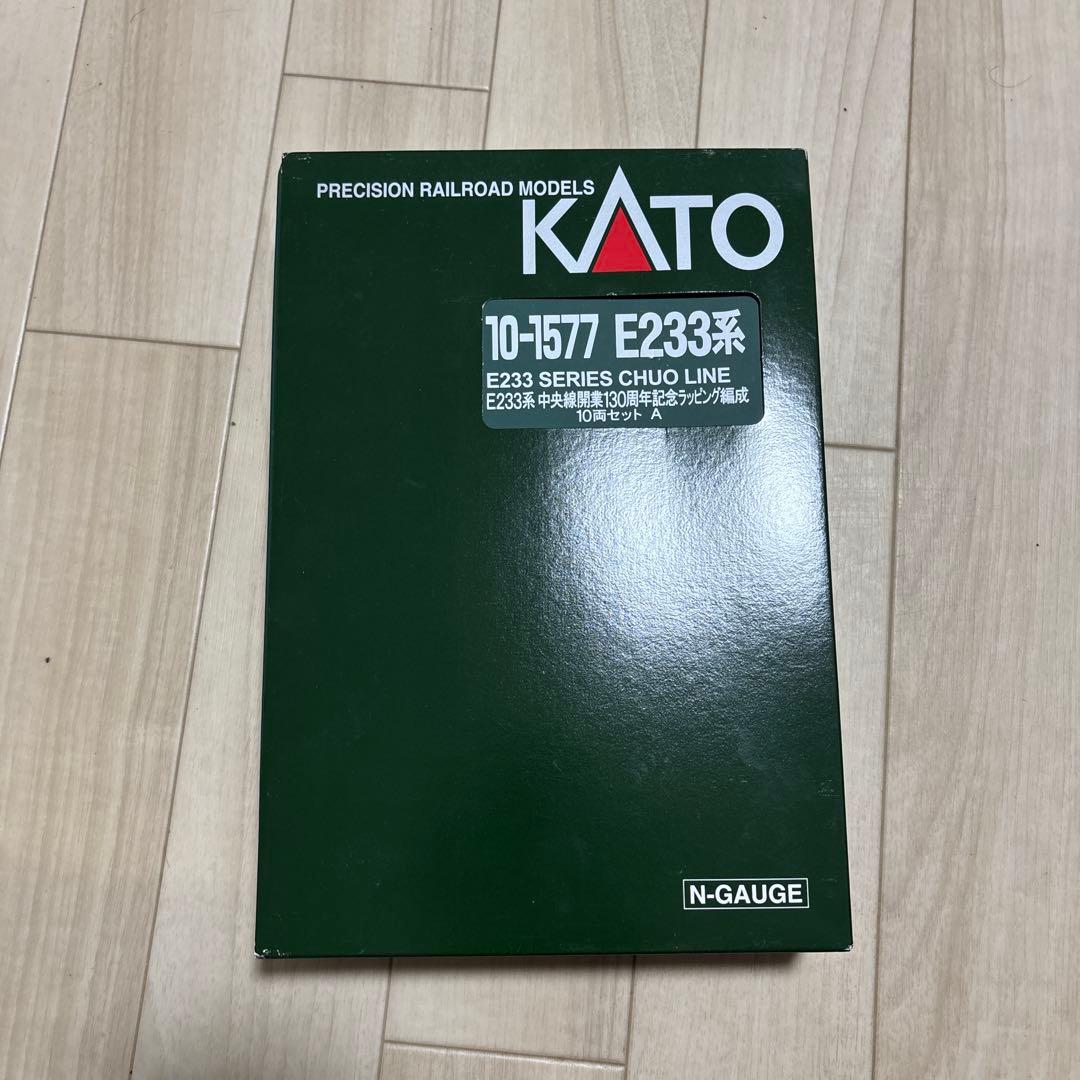 PRECISION RAILROAD MODELS
KATO
10-1577 E233系
E233 SERIES CHUO LINE
E233系 中央線開業130周年記念ラッピング編成
10両セット A
N-GAUGE